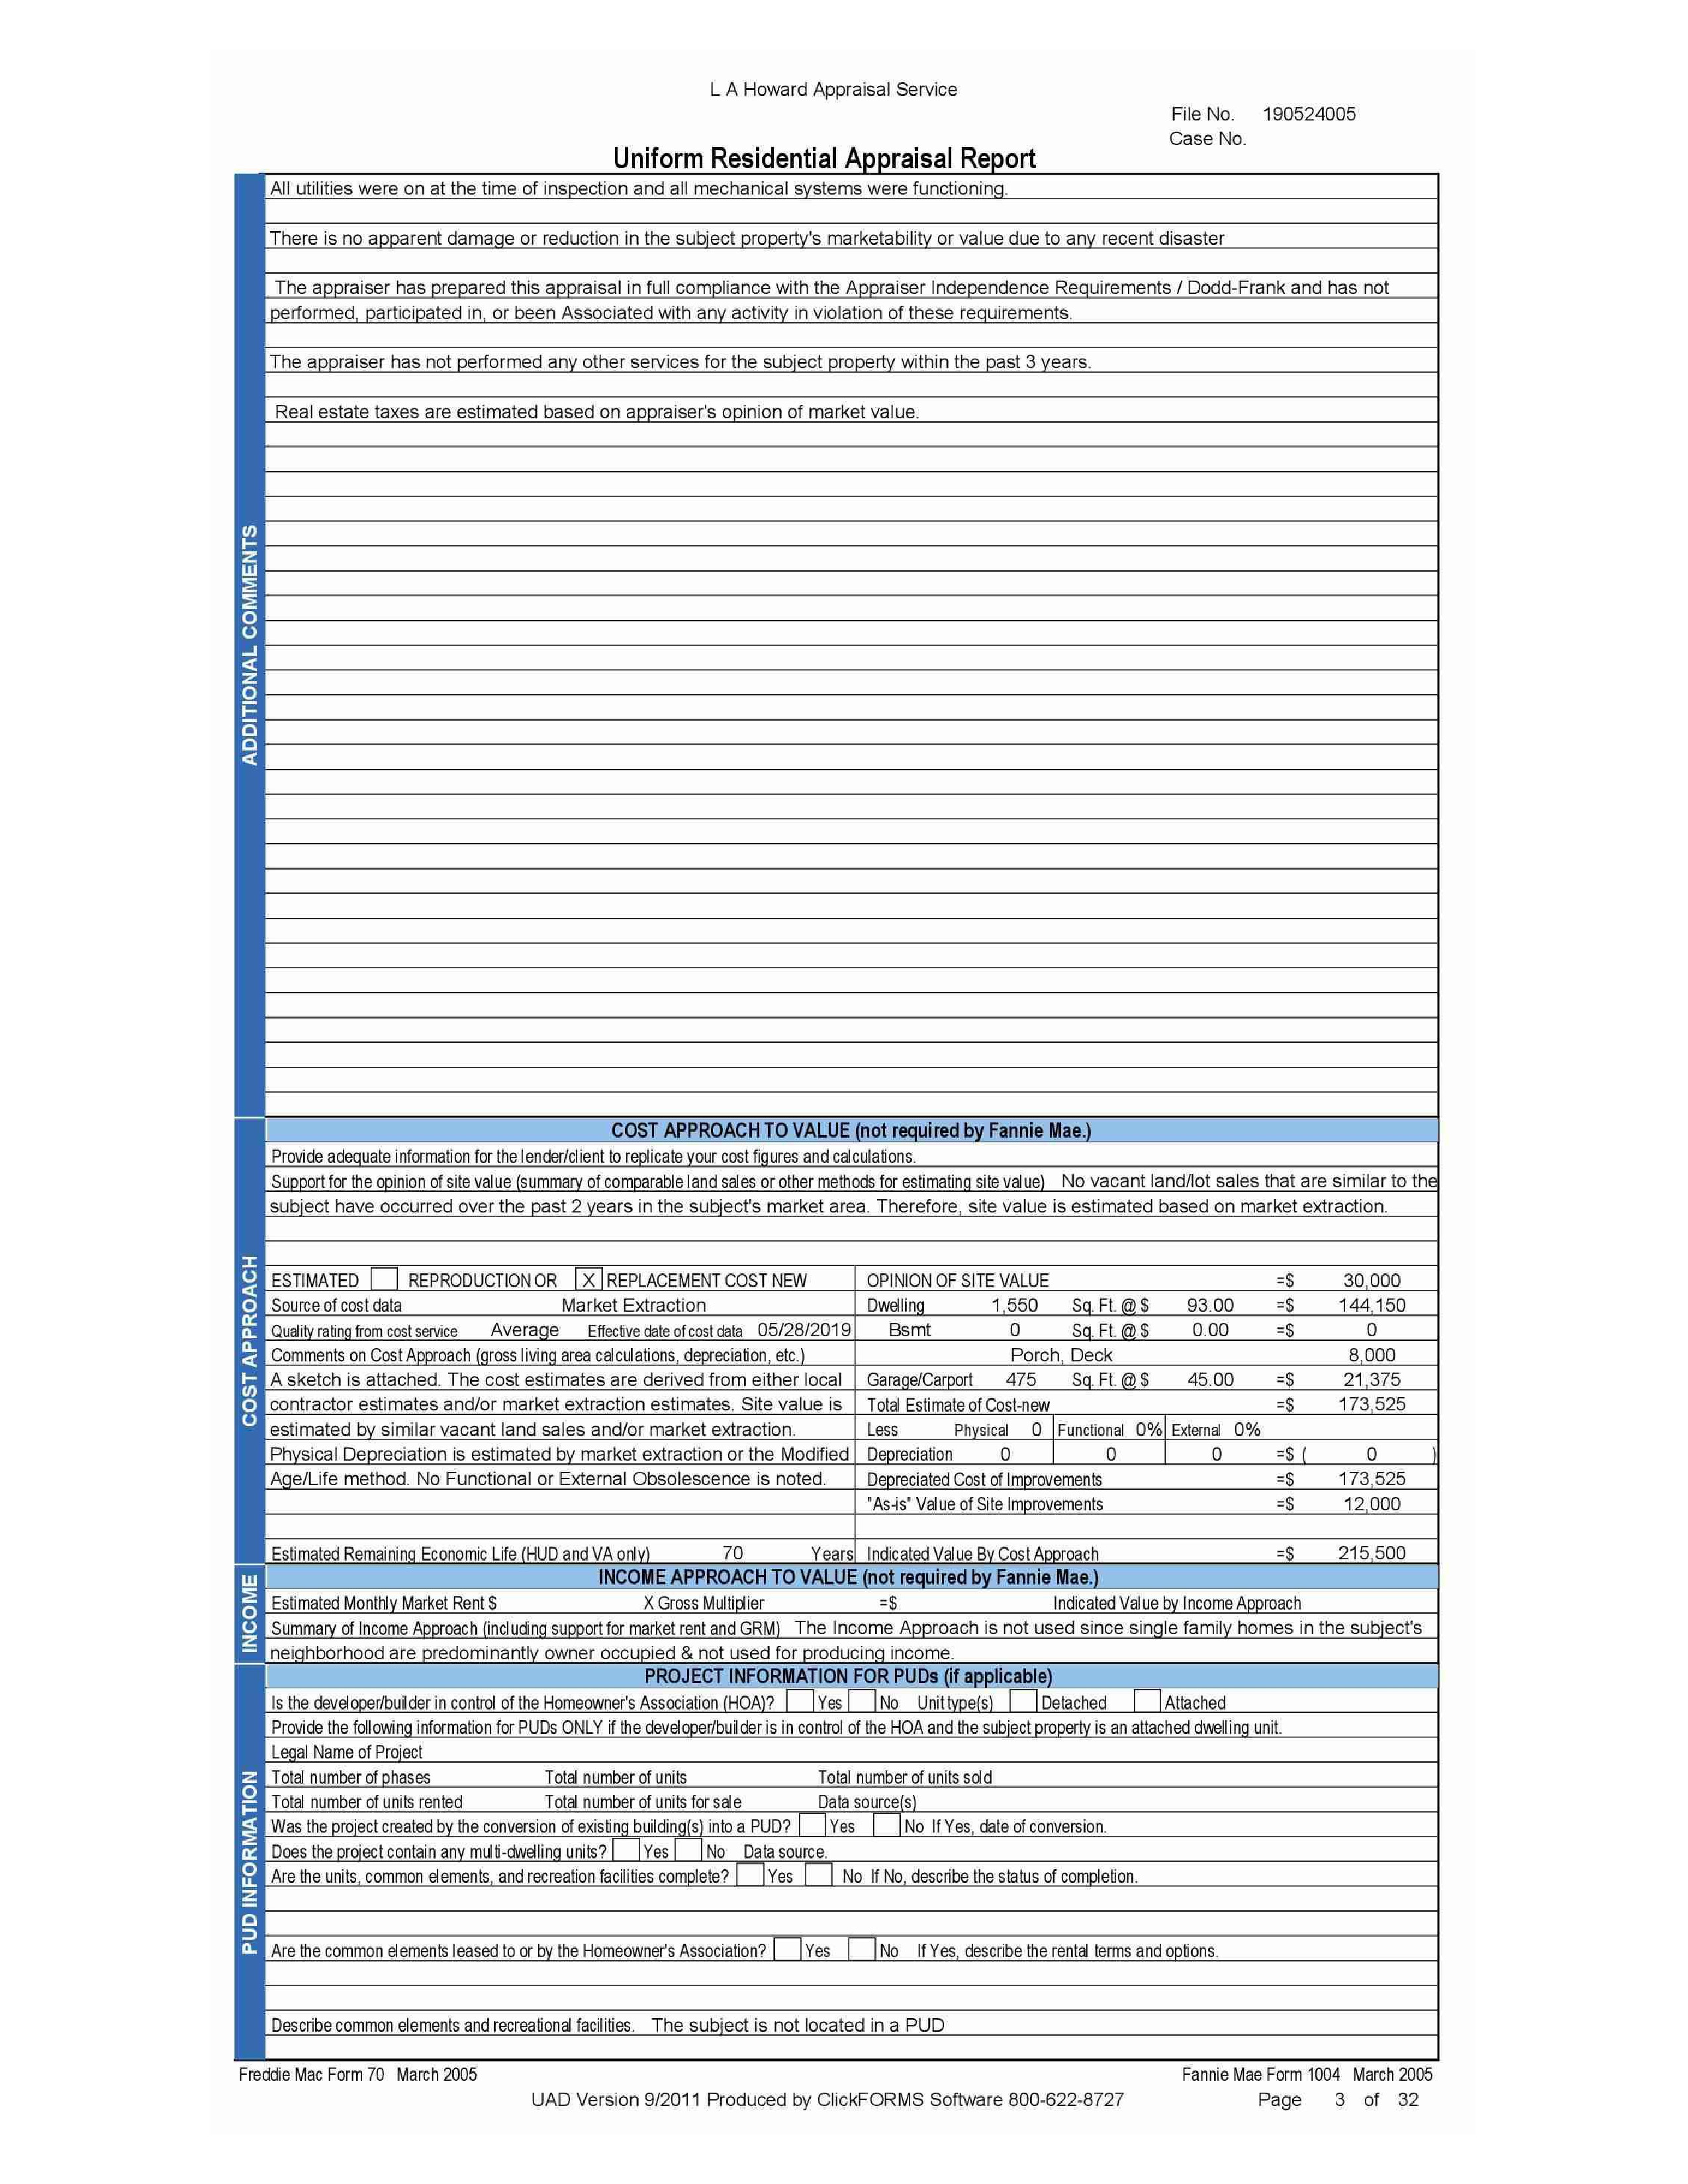 L A Howard Appraisal Service
File No. 190524005
Case No.
Uniform Residential Appraisal Report
ADDITIONAL COMMENTS
All utilities were on at the time of inspection and all mechanical systems were functioning.
There is no apparent damage or reduction in the subject property's marketability or value due to any recent disaster
The appraiser has prepared this appraisal in full compliance with the Appraiser Independence Requirements / Dodd-Frank and has not
performed, participated in, or been Associated with any activity in violation of these requirements.
The appraiser has not performed any other services for the subject property within the past 3 years.
Real estate taxes are estimated based on appraiser's opinion of market value.
COST APPROACH
COST APPROACH TO VALUE (not required by Fannie Mae.)
Provide adequate information for the lender/client to replicate your cost figures and calculations.
Support for the opinion of site value (summary of comparable land sales or other methods for estimating site value) No vacant land/lot sales that are similar to the
subject have occurred over the past 2 years in the subject's market area. Therefore, site value is estimated based on market extraction.
ESTIMATED REPRODUCTION OR X REPLACEMENT COST NEW
Source of cost data Market Extraction
Quality rating from cost service Average Effective date of cost data 05/28/2019
Comments on Cost Approach (gross living area calculations, depreciation, etc.)
A sketch is attached. The cost estimates are derived from either local
contractor estimates and/or market extraction estimates. Site value is
estimated by similar vacant land sales and/or market extraction.
Physical Depreciation is estimated by market extraction or the Modified
Age/Life method. No Functional or External Obsolescence is noted.
Estimated Remaining Economic Life (HUD and VA only) 70 Years
OPINION OF SITE VALUE =$ 30,000
Dwelling 1,550 Sq. Ft. @ $ 93.00 =$ 144,150
Bsmt 0 Sq. Ft. @ $ 0.00 =$ 0
Porch, Deck 8,000
Garage/Carport 475 Sq. Ft. @ $ 45.00 =$ 21,375
Total Estimate of Cost-new =$ 173,525
Less Physical 0 Functional 0% External 0%
Depreciation 0 0 0 =$ ( 0 )
Depreciated Cost of Improvements =$ 173,525
"As-is" Value of Site Improvements =$ 12,000
Indicated Value By Cost Approach =$ 215,500
INCOME
INCOME APPROACH TO VALUE (not required by Fannie Mae.)
Estimated Monthly Market Rent $ X Gross Multiplier =$ Indicated Value by Income Approach
Summary of Income Approach (including support for market rent and GRM) The Income Approach is not used since single family homes in the subject's
neighborhood are predominantly owner occupied & not used for producing income.
PUD INFORMATION
PROJECT INFORMATION FOR PUDs (if applicable)
Is the developer/builder in control of the Homeowner's Association (HOA)? Yes No Unit type(s) Detached Attached
Provide the following information for PUDs ONLY if the developer/builder is in control of the HOA and the subject property is an attached dwelling unit.
Legal Name of Project
Total number of phases Total number of units Total number of units sold
Total number of units rented Total number of units for sale Data source(s)
Was the project created by the conversion of existing building(s) into a PUD? Yes No If Yes, date of conversion.
Does the project contain any multi-dwelling units? Yes No Data source.
Are the units, common elements, and recreation facilities complete? Yes No If No, describe the status of completion.
Are the common elements leased to or by the Homeowner's Association? Yes No If Yes, describe the rental terms and options.
Describe common elements and recreational facilities. The subject is not located in a PUD
Freddie Mac Form 70 March 2005 Fannie Mae Form 1004 March 2005
UAD Version 9/2011 Produced by ClickFORMS Software 800-622-8727 Page 3 of 32